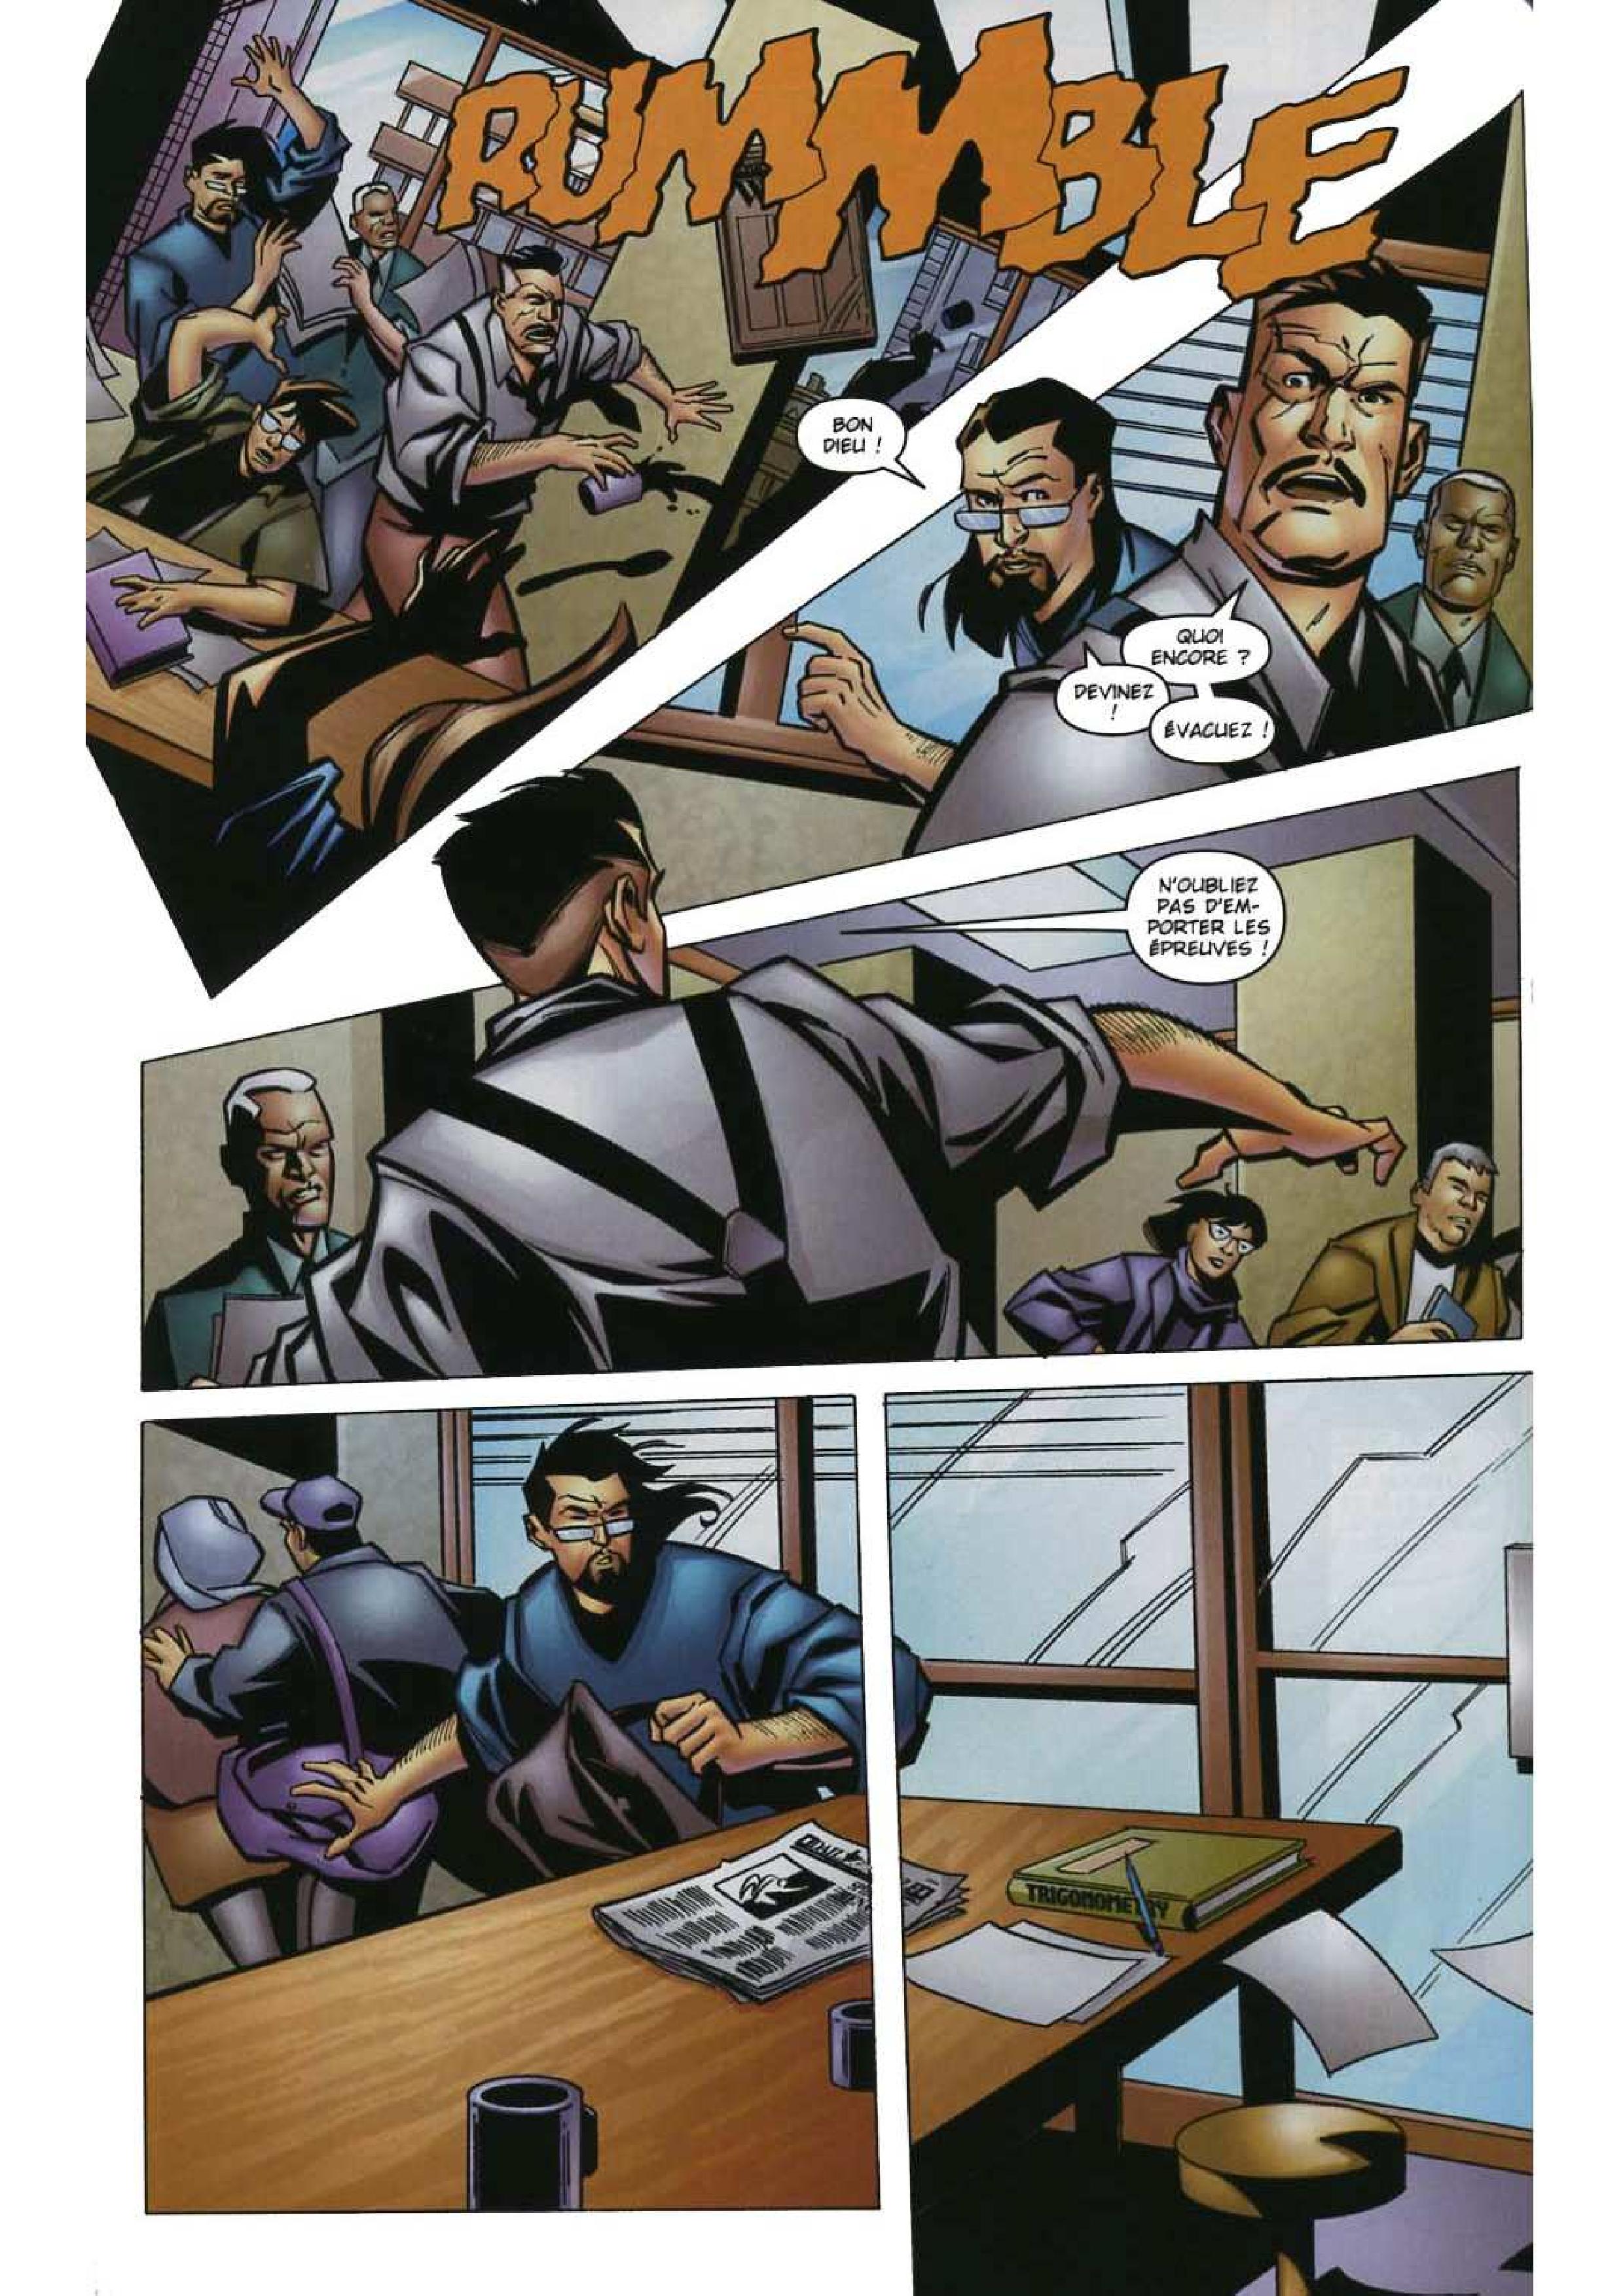 RUMMBLE
BON
DIEU !
QUOI
ENCORE ?
DEVINEZ
!
ÉVACUEZ !
N'OUBLIEZ
PAS D'EM-
PORTER LES
ÉPREUVES !
TRIGONOMETRY